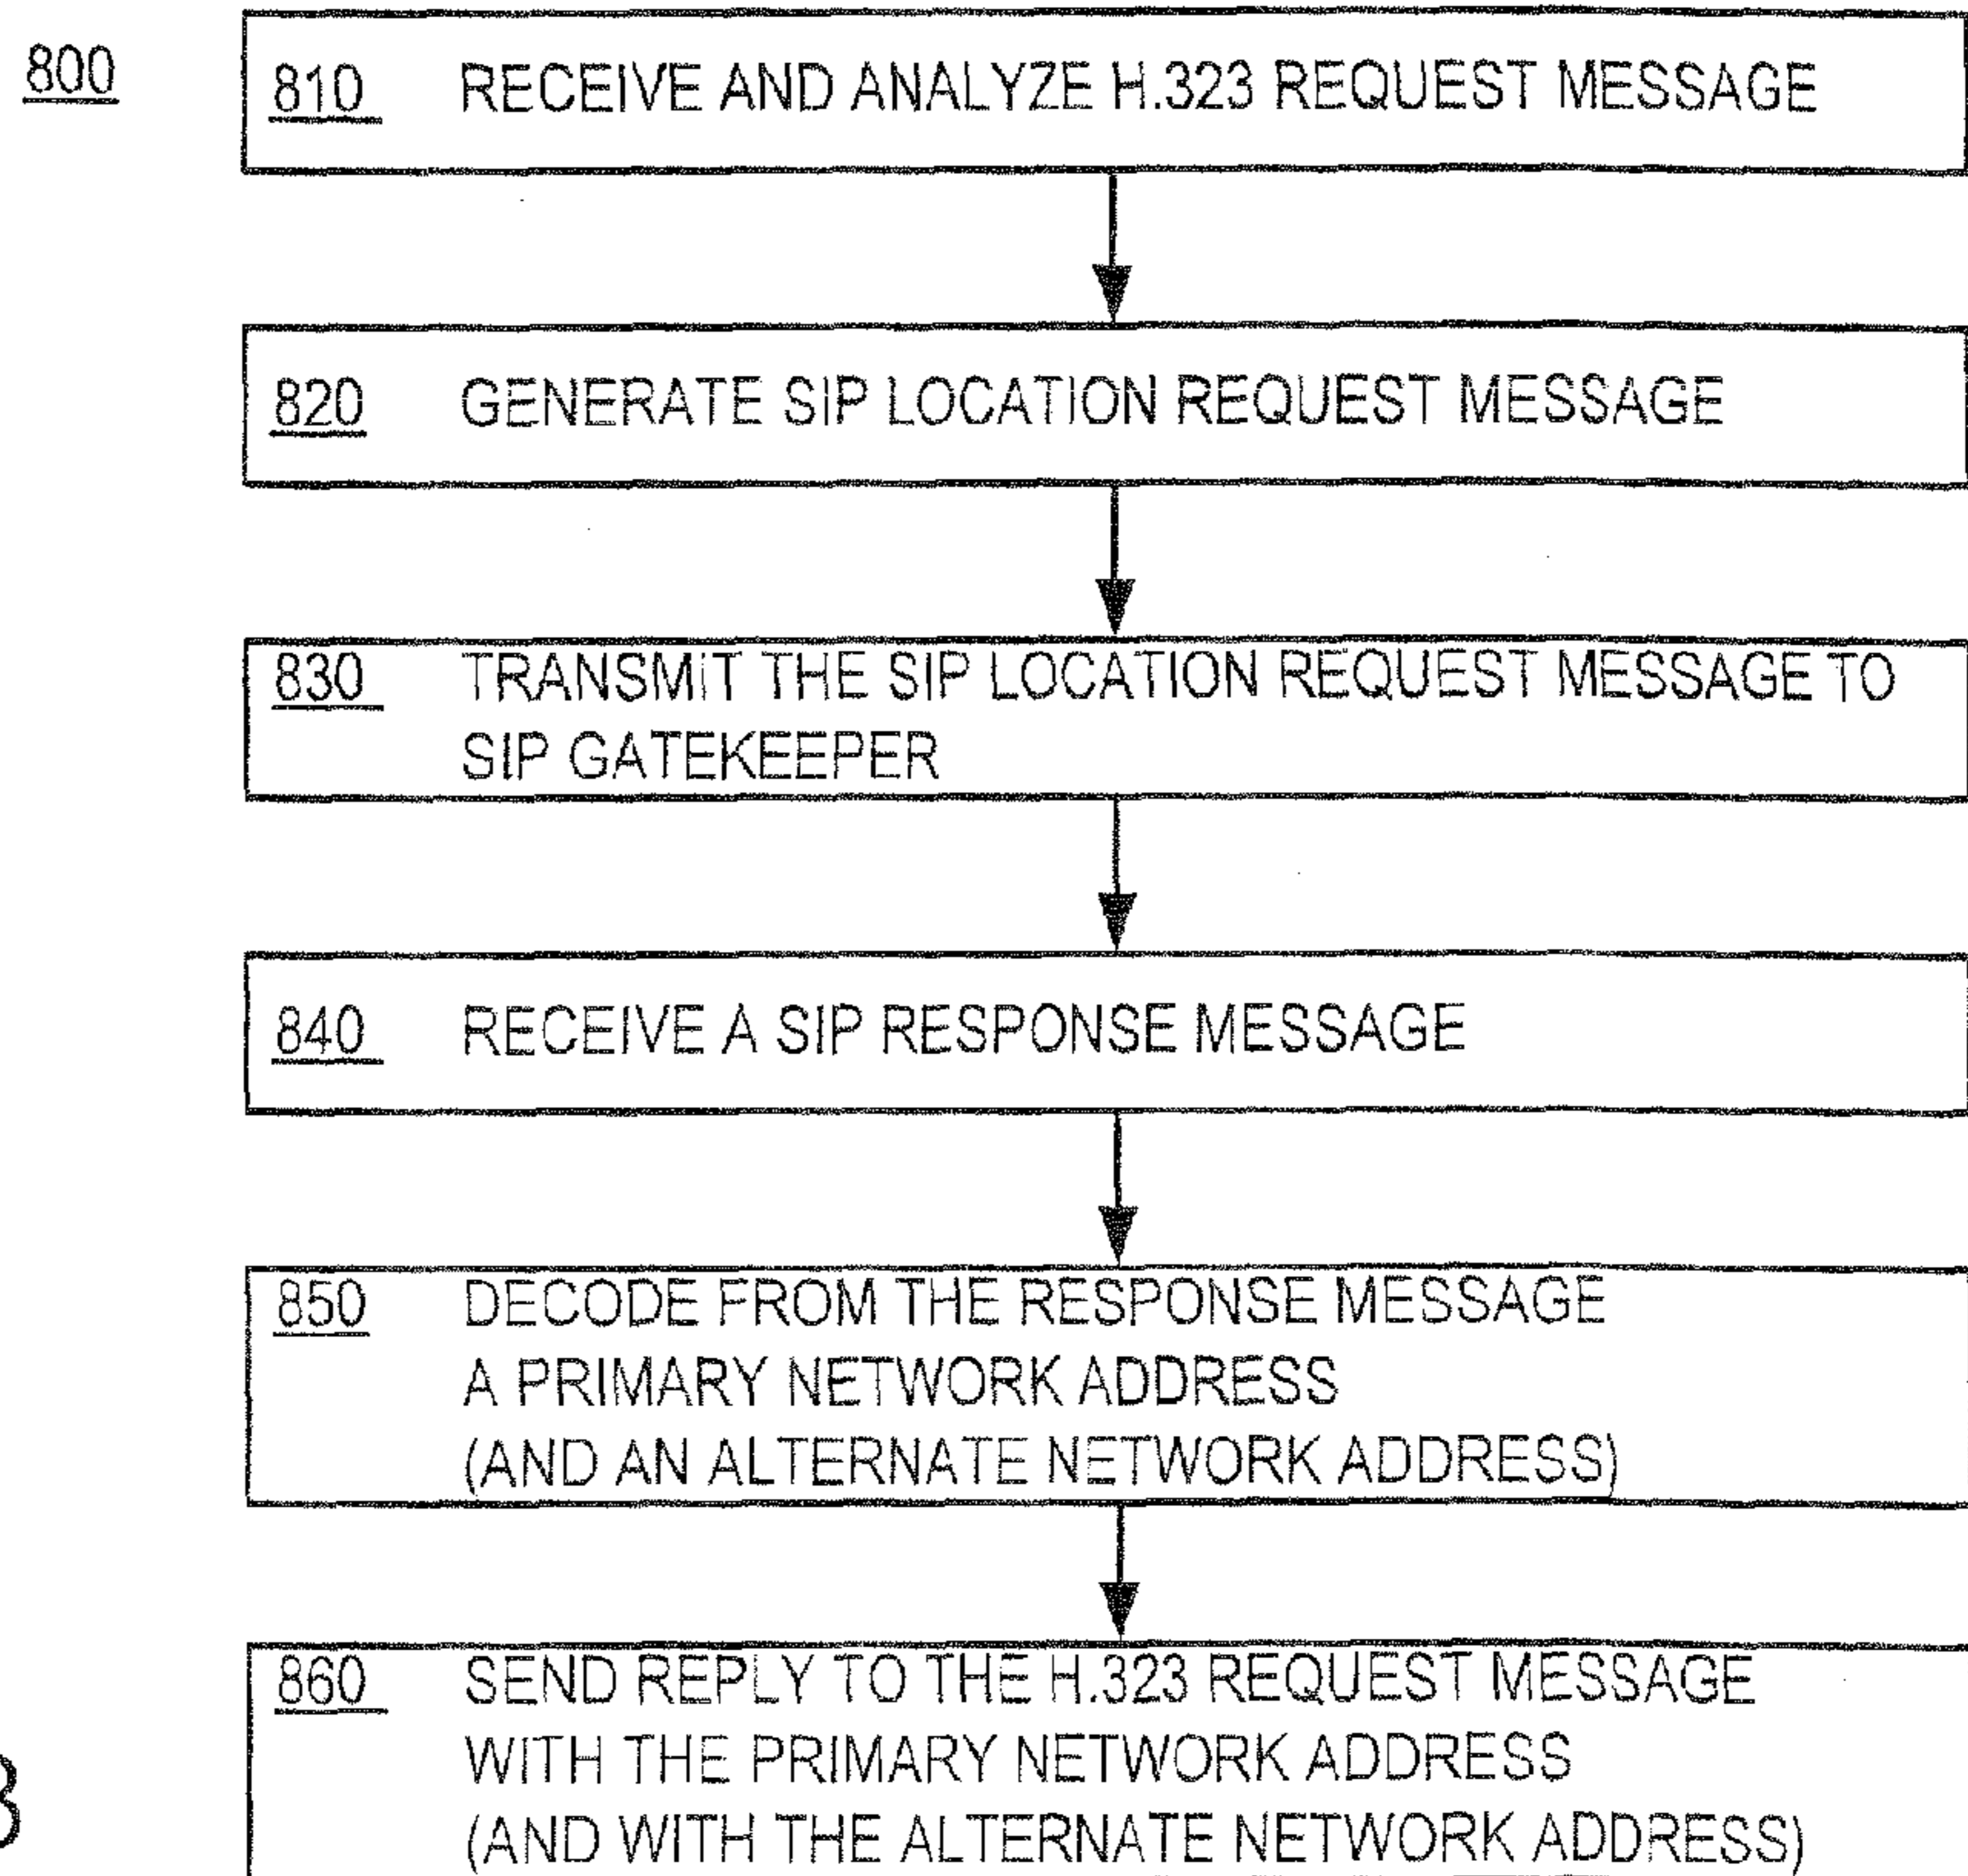 800
810 RECEIVE AND ANALYZE H.323 REQUEST MESSAGE
820 GENERATE SIP LOCATION REQUEST MESSAGE
830 TRANSMIT THE SIP LOCATION REQUEST MESSAGE TO
SIP GATEKEEPER
840 RECEIVE A SIP RESPONSE MESSAGE
850 DECODE FROM THE RESPONSE MESSAGE
A PRIMARY NETWORK ADDRESS
(AND AN ALTERNATE NETWORK ADDRESS)
860 SEND REPLY TO THE H.323 REQUEST MESSAGE
WITH THE PRIMARY NETWORK ADDRESS
(AND WITH THE ALTERNATE NETWORK ADDRESS)